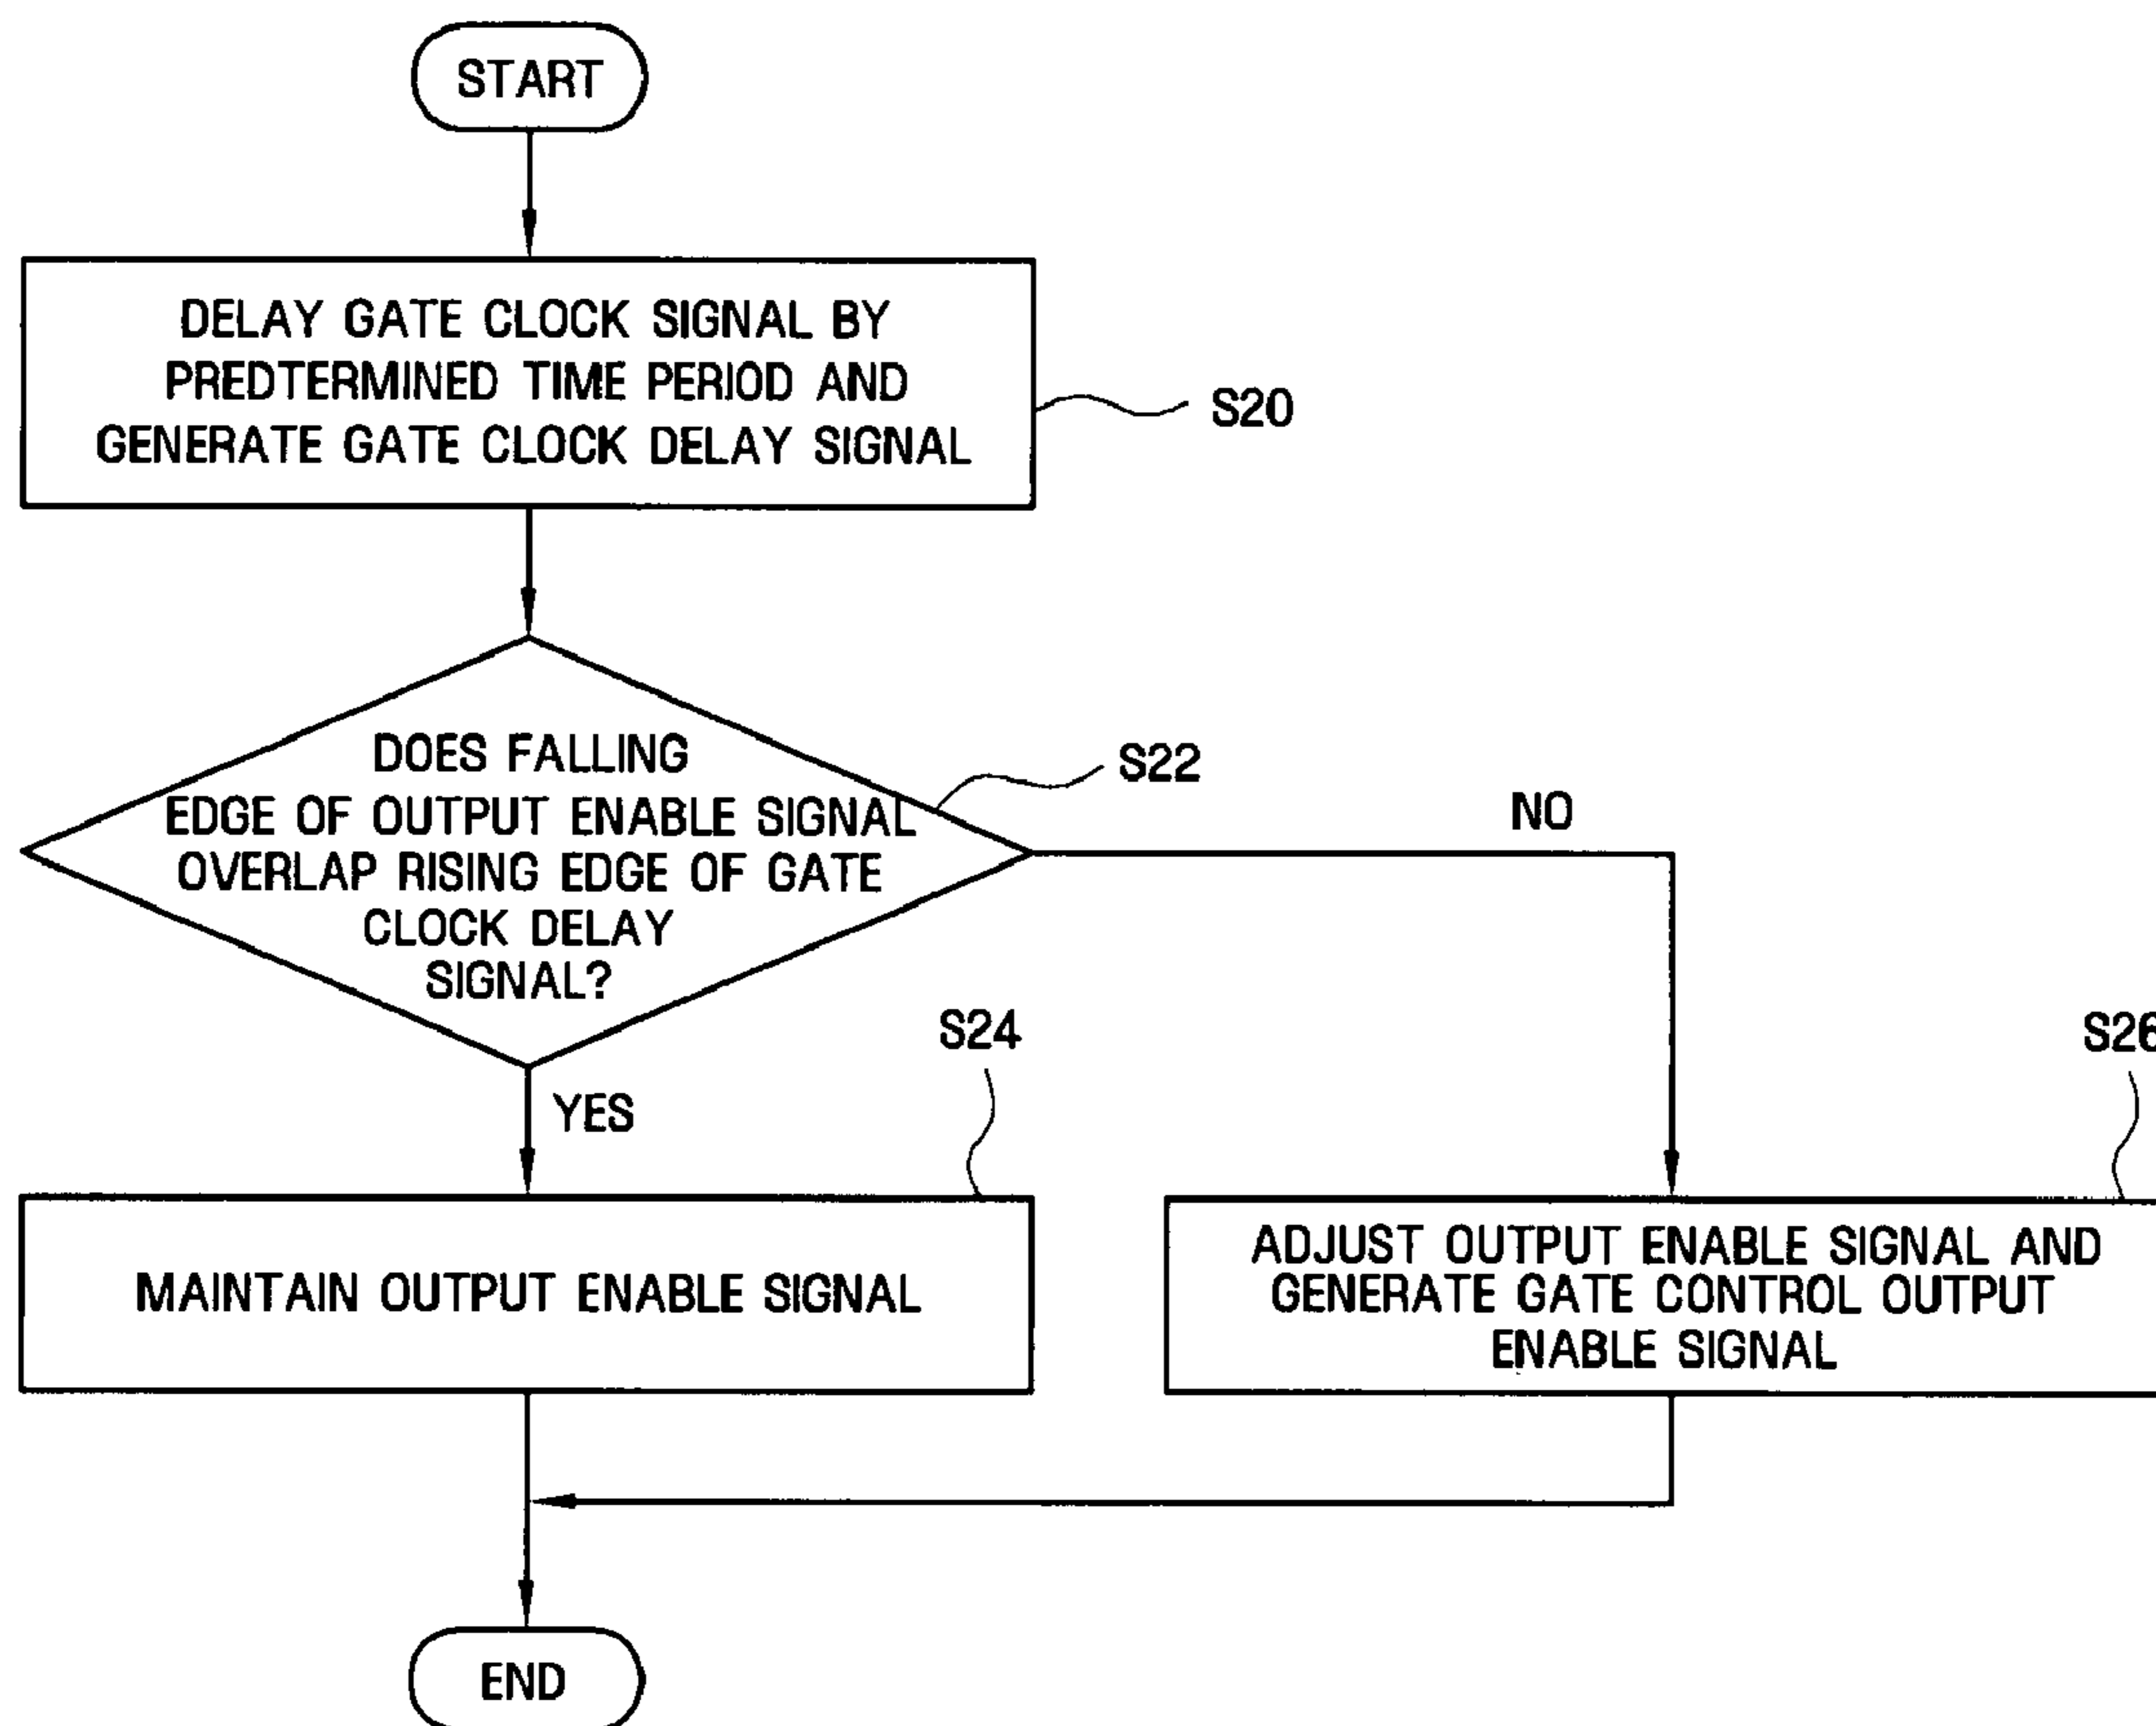 START
DELAY GATE CLOCK SIGNAL BY
PREDTERMINED TIME PERIOD AND
GENERATE GATE CLOCK DELAY SIGNAL
S20
DOES FALLING
EDGE OF OUTPUT ENABLE SIGNAL
OVERLAP RISING EDGE OF GATE
CLOCK DELAY
SIGNAL?
S22
NO
YES
S24
MAINTAIN OUTPUT ENABLE SIGNAL
S26
ADJUST OUTPUT ENABLE SIGNAL AND
GENERATE GATE CONTROL OUTPUT
ENABLE SIGNAL
END